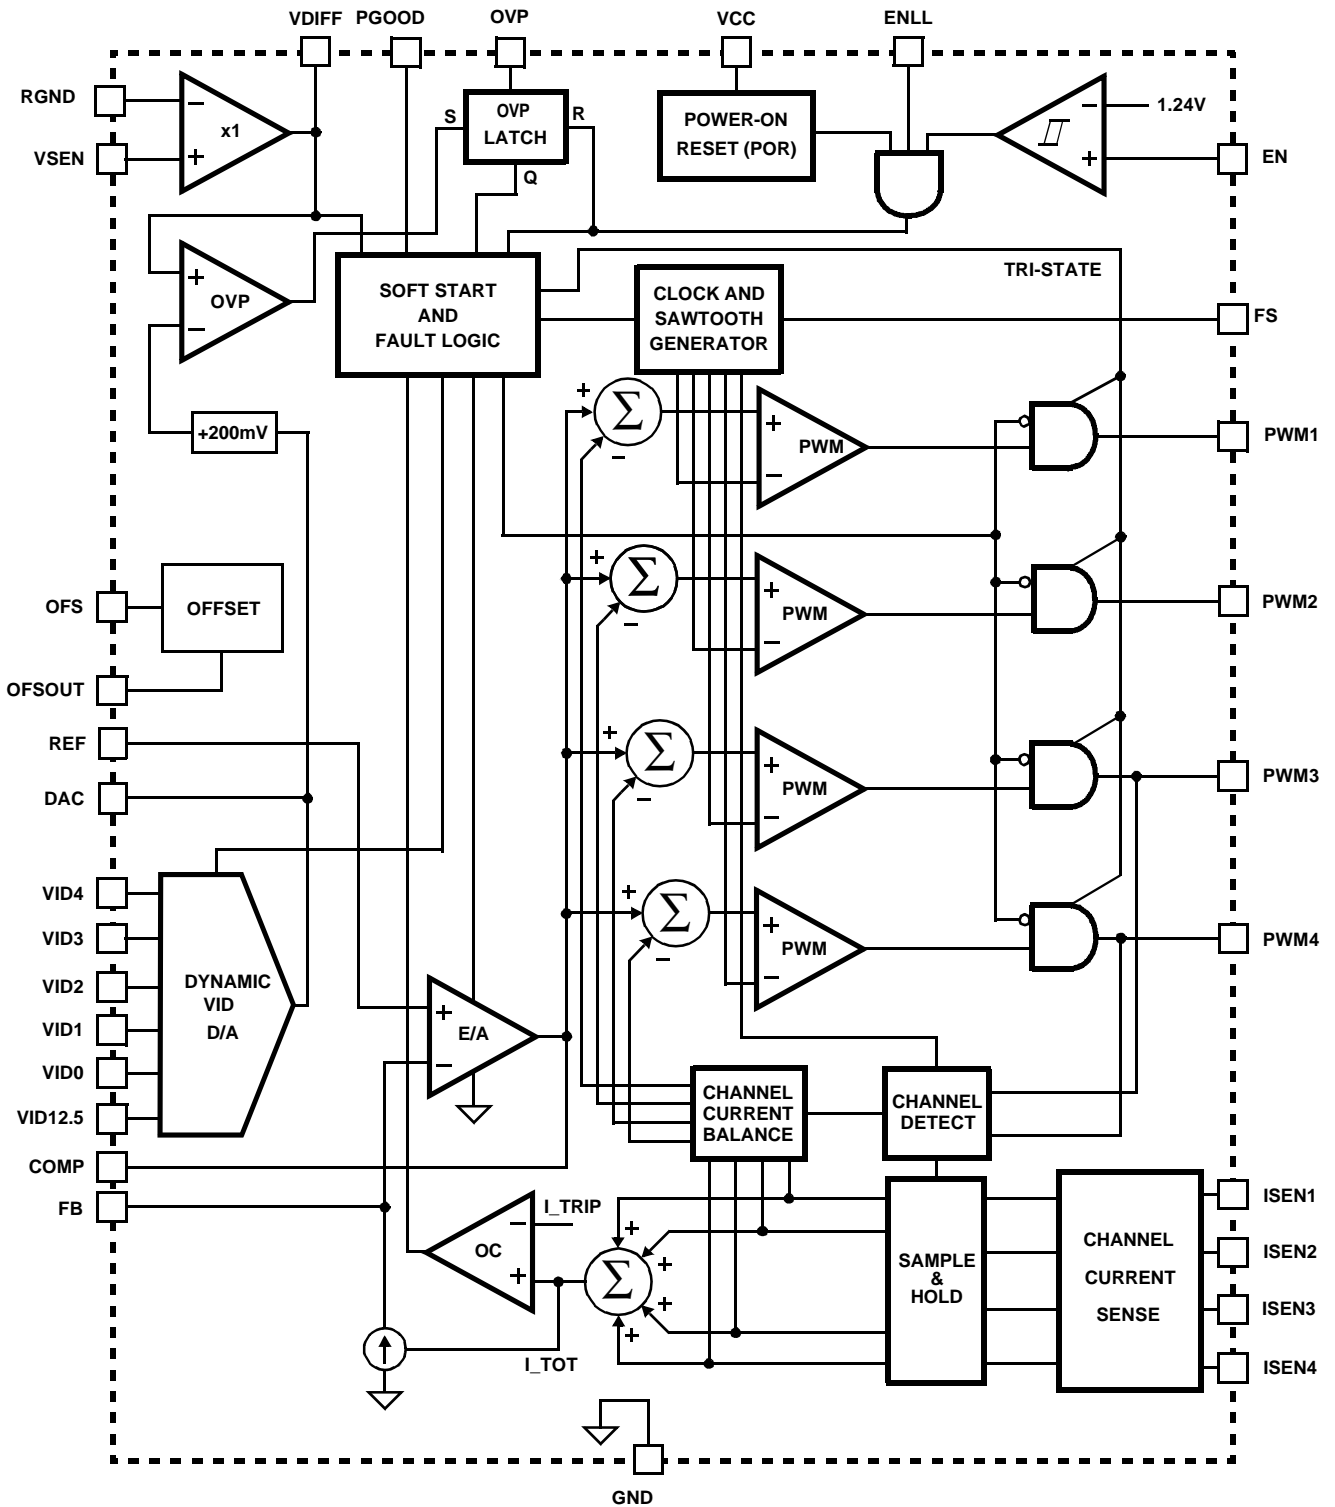 VDIFF PGOOD OVP VCC ENLL
RGND
−
x1
VSEN
+
S
OVP
LATCH
R
Q
POWER-ON
RESET (POR)
−
1.24V
+
EN
+
OVP
−
SOFT START
AND
FAULT LOGIC
CLOCK AND
SAWTOOTH
GENERATOR
TRI-STATE
FS
+200mV
+
Σ
−
+
PWM
−
PWM1
OFS
OFFSET
OFSOUT
+
Σ
−
+
PWM
−
PWM2
REF
DAC
+
Σ
−
+
PWM
−
PWM3
VID4
VID3
VID2
VID1
VID0
VID12.5
DYNAMIC
VID
D/A
+
Σ
−
+
PWM
−
PWM4
+
E/A
−
CHANNEL
CURRENT
BALANCE
CHANNEL
DETECT
COMP
FB
I_TRIP
−
OC
+
I_TOT
+
+
Σ
+
+
SAMPLE
&
HOLD
CHANNEL
CURRENT
SENSE
ISEN1
ISEN2
ISEN3
ISEN4
GND